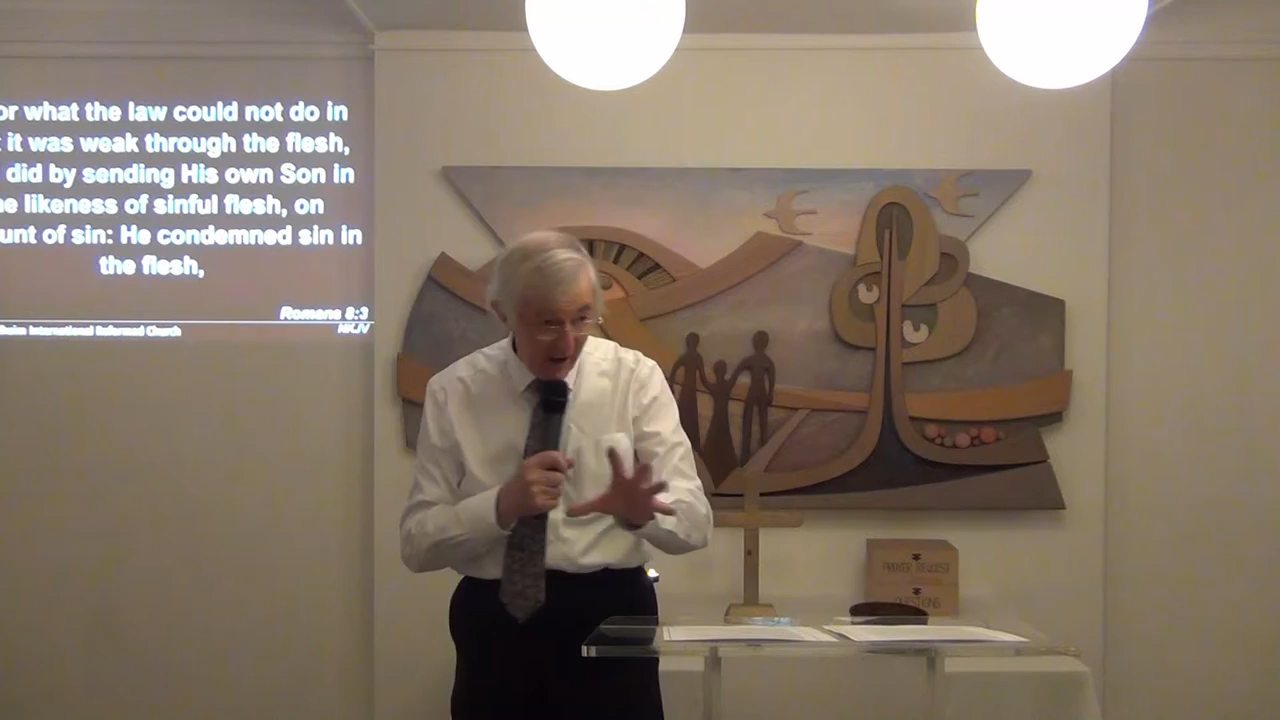 or what the law could not do in
it was weak through the flesh,
did by sending His own Son in
e likeness of sinful flesh, on
unt of sin: He condemned sin in
the flesh,
Romans 8:3
International Reformed Church
NKJV
PRAYER REQUEST
QUESTIONS